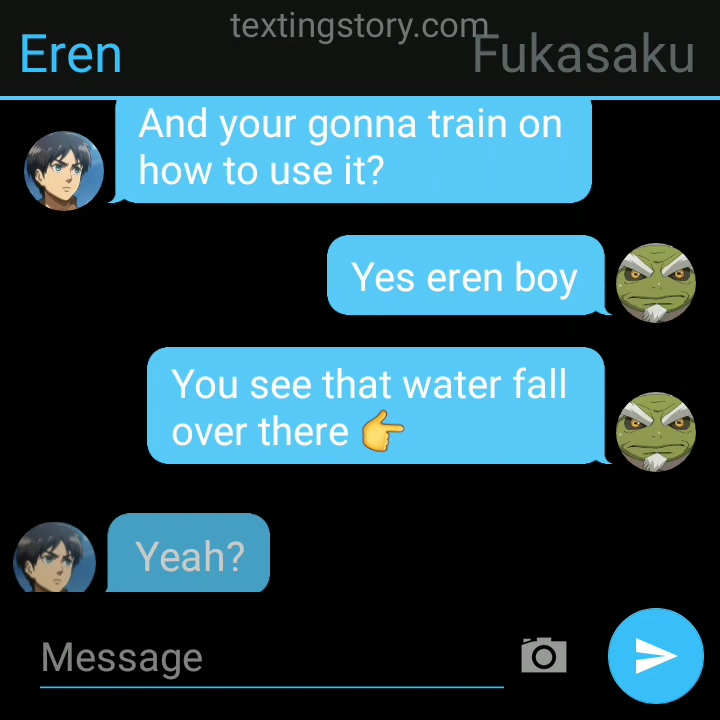 textingstory.com
Eren
Fukasaku
And your gonna train on
how to use it?
Yes eren boy
You see that water fall
over there 👉
Yeah?
Message